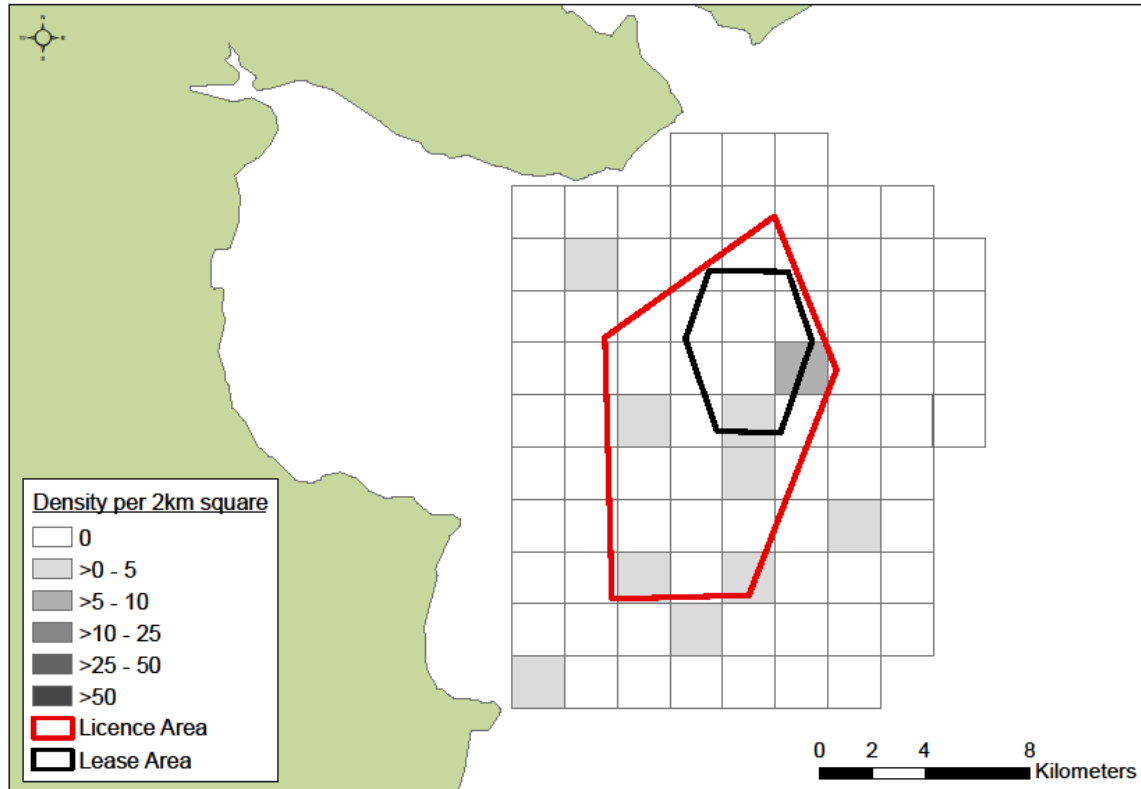 N
W
E
S
Density per 2km square
0
>0 - 5
>5 - 10
>10 - 25
>25 - 50
>50
Licence Area
Lease Area
0 2 4 8
Kilometers